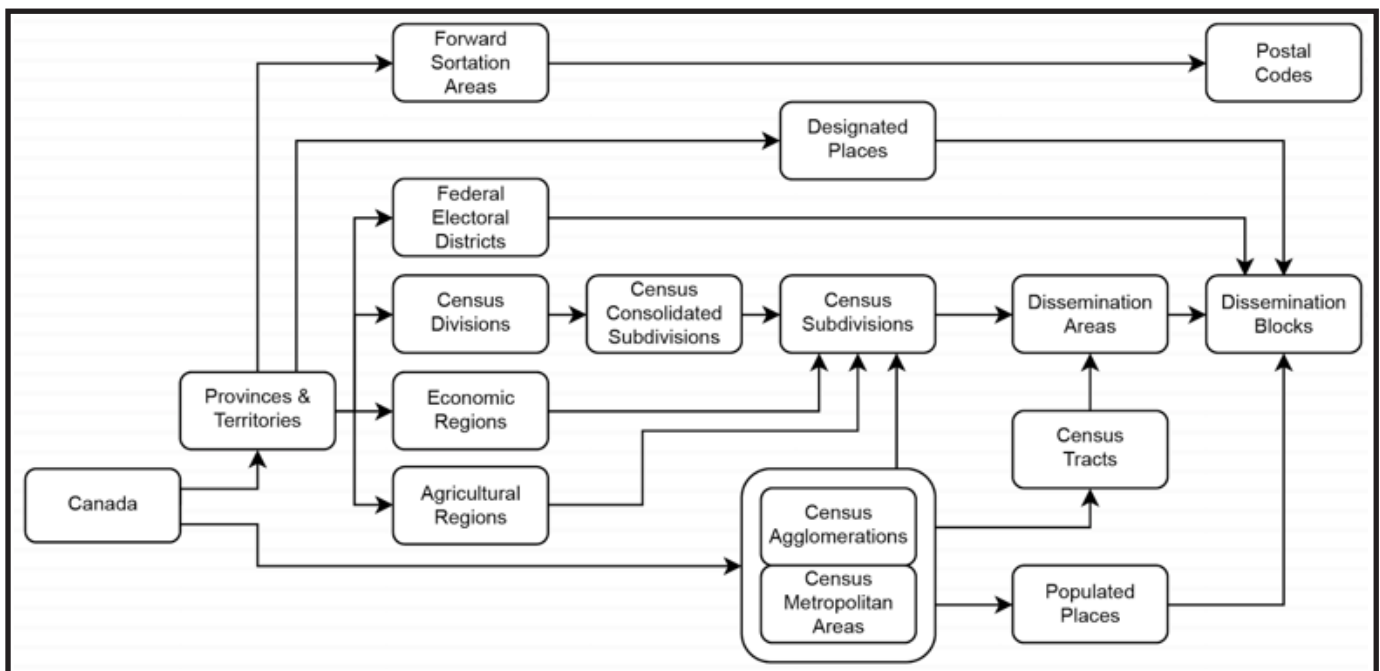 Forward
Sortation
Areas
Postal
Codes
Designated
Places
Federal
Electoral
Districts
Census
Divisions
Census
Consolidated
Subdivisions
Census
Subdivisions
Dissemination
Areas
Dissemination
Blocks
Provinces &
Territories
Economic
Regions
Census
Tracts
Canada
Agricultural
Regions
Census
Agglomerations
Census
Metropolitan
Areas
Populated
Places